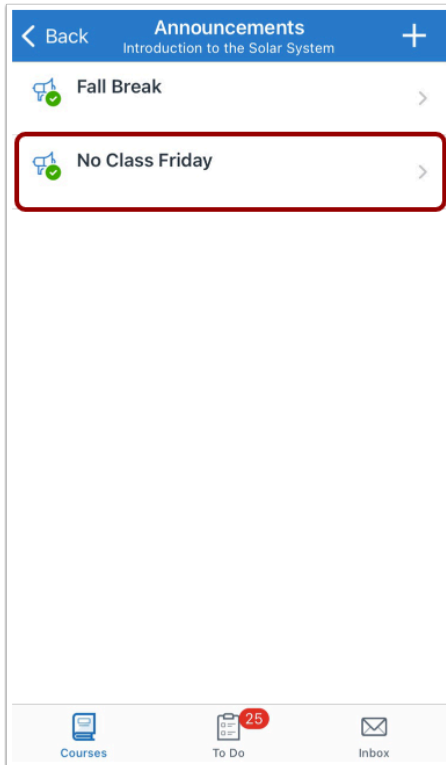 Back
Announcements
Introduction to the Solar System
Fall Break
No Class Friday
25
Courses
To Do
Inbox